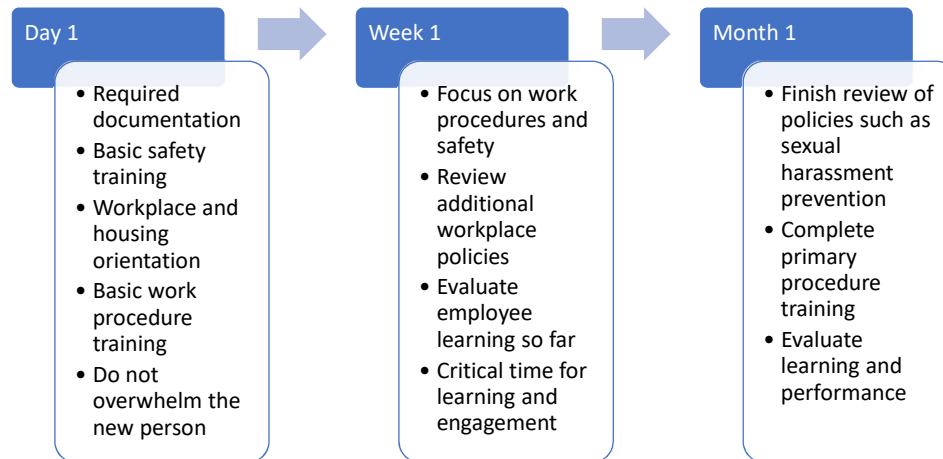 Day 1
• Required
documentation
• Basic safety
training
• Workplace and
housing
orientation
• Basic work
procedure
training
• Do not
overwhelm the
new person
Week 1
• Focus on work
procedures and
safety
• Review
additional
workplace
policies
• Evaluate
employee
learning so far
• Critical time for
learning and
engagement
Month 1
• Finish review of
policies such as
sexual
harassment
prevention
• Complete
primary
procedure
training
• Evaluate
learning and
performance